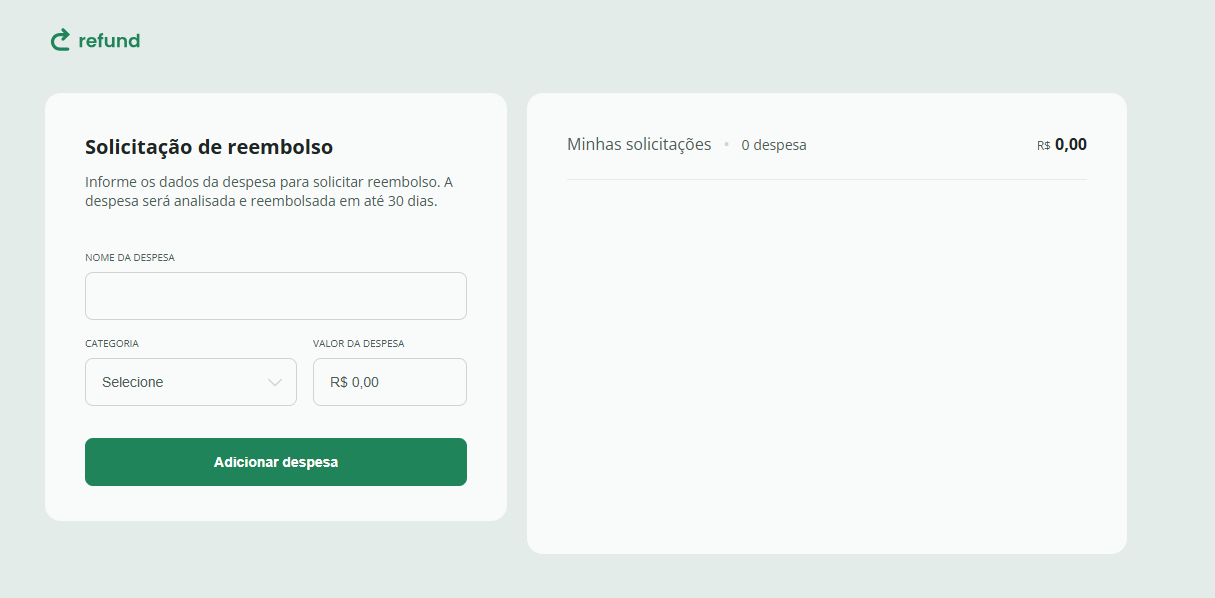 refund
Solicitação de reembolso
Informe os dados da despesa para solicitar reembolso. A
despesa será analisada e reembolsada em até 30 dias.
NOME DA DESPESA
CATEGORIA
VALOR DA DESPESA
Selecione
R$ 0,00
Adicionar despesa
Minhas solicitações • 0 despesa
R$ 0,00